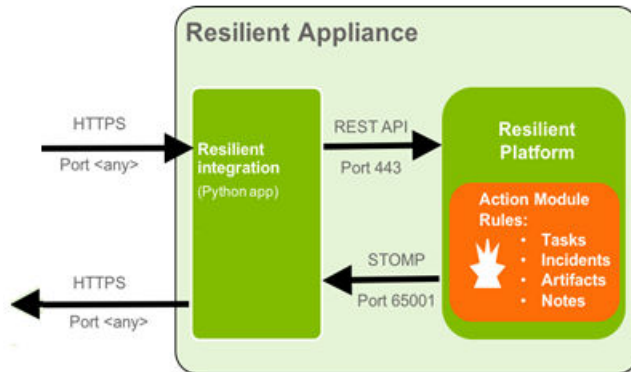 Resilient Appliance
HTTPS
Port <any>
Resilient
integration
(Python app)
REST API
Port 443
Resilient
Platform
Action Module
Rules:
• Tasks
• Incidents
• Artifacts
• Notes
STOMP
Port 65001
HTTPS
Port <any>